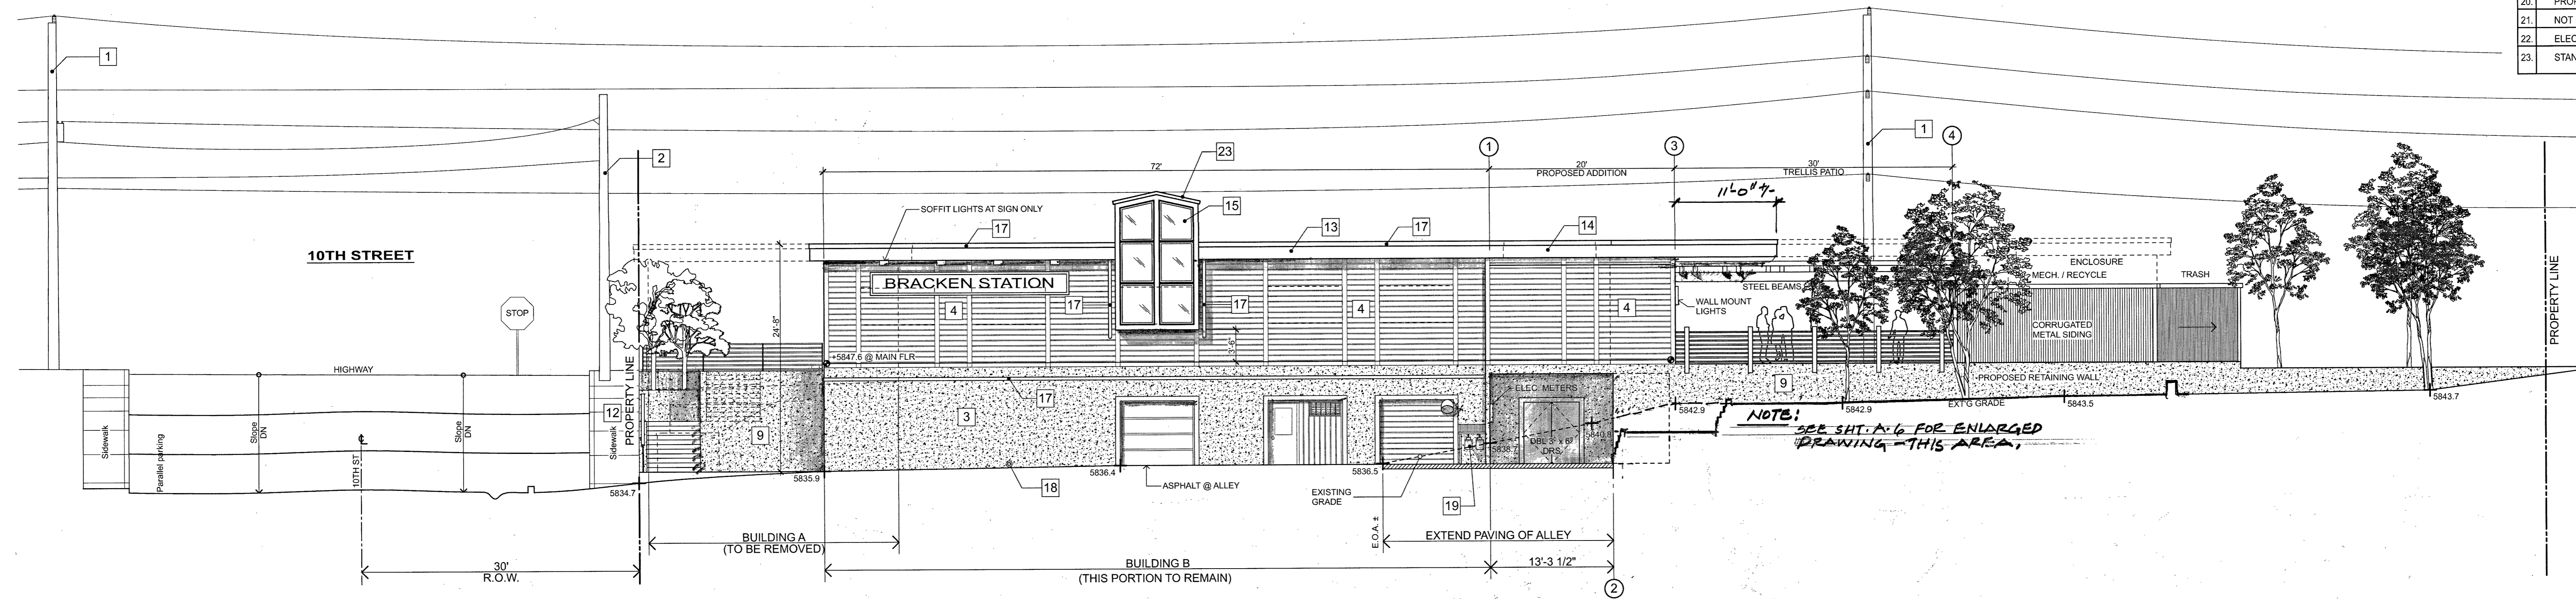 20. PROP
21. NOT
22. ELEC
23. STAN
1
2
10TH STREET
STOP
HIGHWAY
12
Sidewalk
Parallel parking
Slope DN
10TH ST
Slope DN
Sidewalk
PROPERTY LINE
5834.7
30'
R.O.W.
72'
1
20'
PROPOSED ADDITION
3
30'
TRELLIS PATIO
4
1
23
15
SOFFIT LIGHTS AT SIGN ONLY
17
13
17
14
11'-0" +/-
24'-8"
BRACKEN STATION
4
17
17
4
4
3'-6"
+5847.6 @ MAIN FLR
WALL MOUNT
LIGHTS
STEEL BEAMS
ENCLOSURE
MECH. / RECYCLE
TRASH
CORRUGATED
METAL SIDING
PROPERTY LINE
9
3
17
ELEC. METERS
DBL 3' x 6'8"
DRS.
5838.7
5840.8
9
PROPOSED RETAINING WALL
EXT'G GRADE
5842.9
5842.9
5843.5
5843.7
NOTE:
SEE SHT. A.6 FOR ENLARGED
DRAWING - THIS AREA.
5835.9
18
5836.4
ASPHALT @ ALLEY
5836.5
EXISTING
GRADE
19
E.O.A. ±
EXTEND PAVING OF ALLEY
BUILDING A
(TO BE REMOVED)
BUILDING B
(THIS PORTION TO REMAIN)
13'-3 1/2"
2